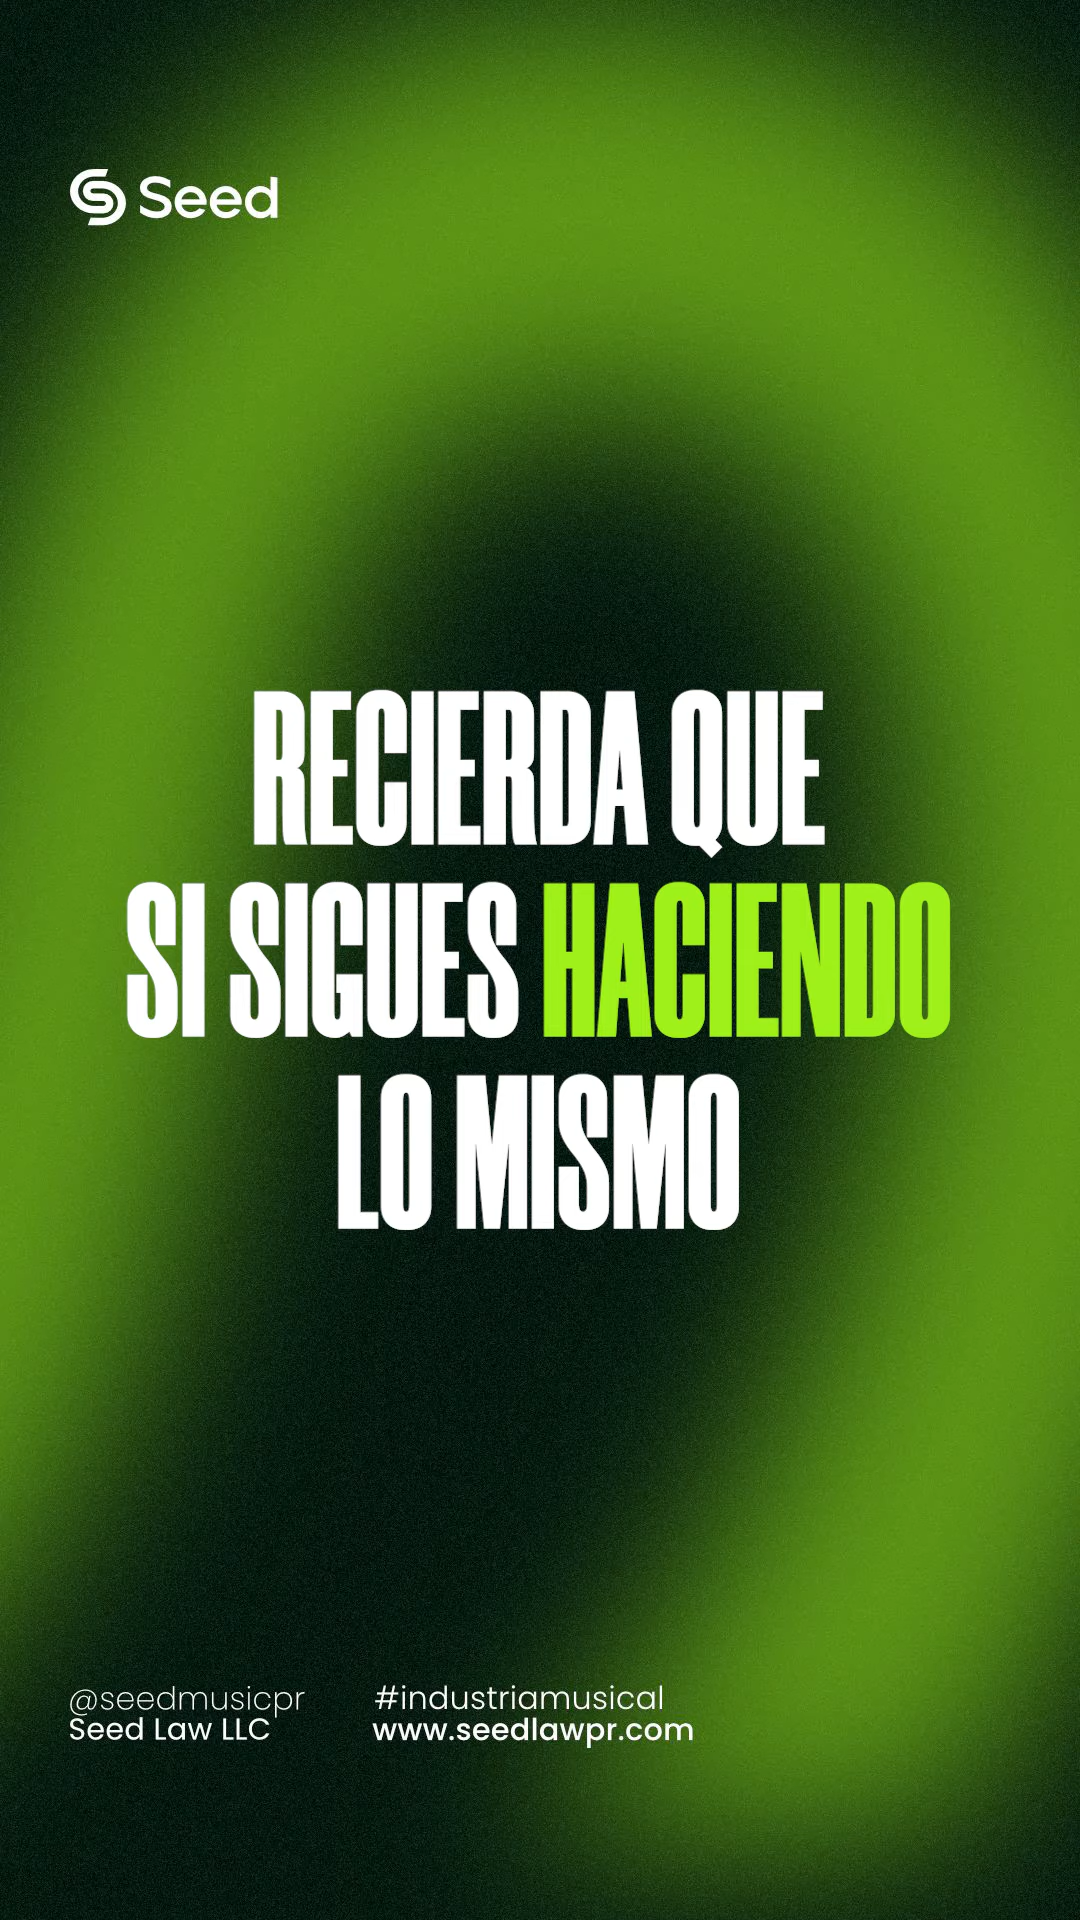 Seed
RECIERDA QUE
SI SIGUES HACIENDO
LO MISMO
@seedmusicpr
Seed Law LLC
#industriamusical
www.seedlawpr.com